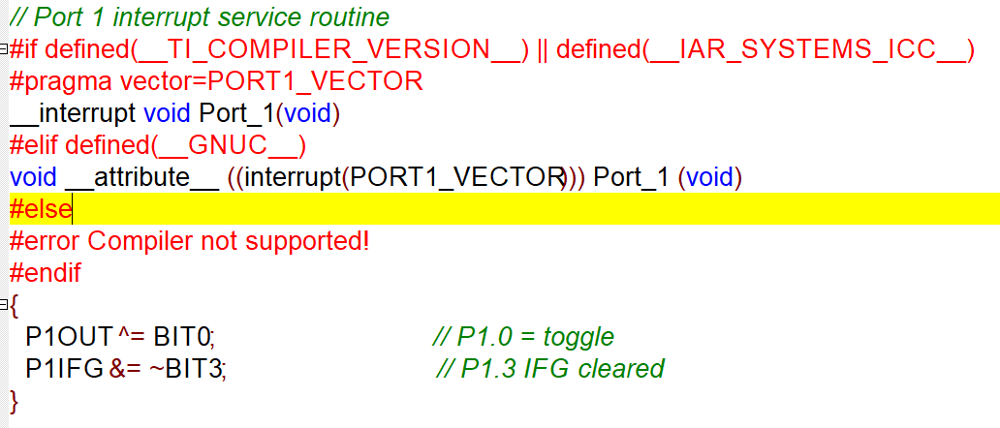 // Port 1 interrupt service routine
#if defined(__TI_COMPILER_VERSION__) || defined(__IAR_SYSTEMS_ICC__)
#pragma vector=PORT1_VECTOR
__interrupt void Port_1(void)
#elif defined(__GNUC__)
void __attribute__ ((interrupt(PORT1_VECTOR))) Port_1 (void)
#else
#error Compiler not supported!
#endif
{
  P1OUT ^= BIT0;                            // P1.0 = toggle
  P1IFG &= ~BIT3;                           // P1.3 IFG cleared
}